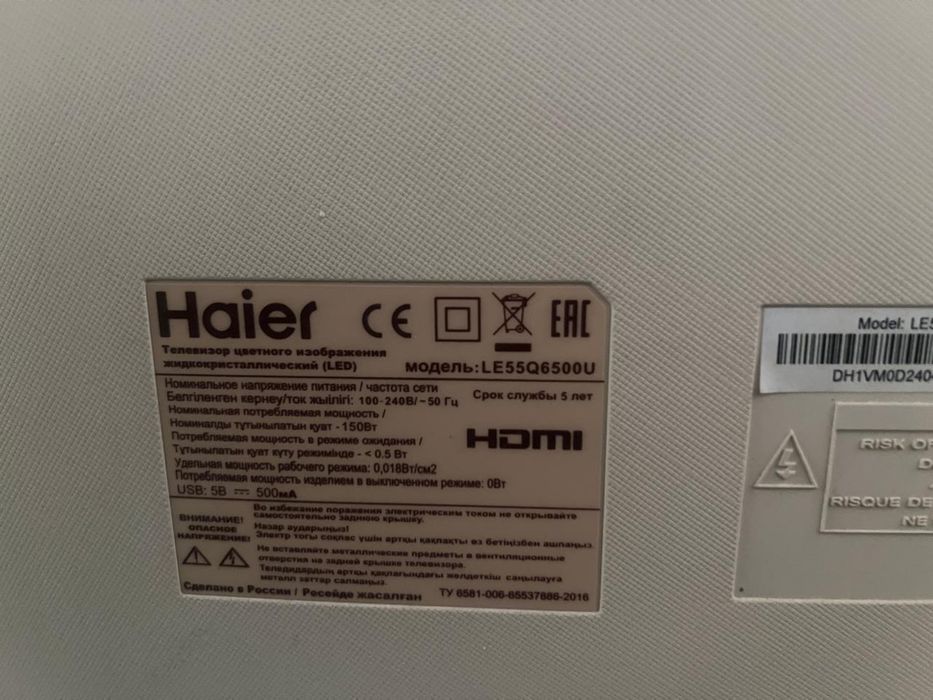 Haier CE EAC
Телевизор цветного изображения
жидкокристаллический (LED)
модель: LE55Q6500U
Номинальное напряжение питания / частота сети
Белгіленген кернеу/ток жыілігі: 100-240В/~50 Гц
Срок службы 5 лет
Номинальная потребляемая мощность /
Номиналды тұтынылатын қуат - 150Вт
HDMI
Потребляемая мощность в режиме ожидания /
Тұтынылатын қуат күту режимінде - < 0.5 Вт
Удельная мощность рабочего режима: 0,018Вт/см2
Потребляемая мощность изделием в выключенном режиме: 0Вт
USB: 5В ⎓ 500мА
ВНИМАНИЕ!
ОПАСНОЕ
НАПРЯЖЕНИЕ!
Во избежание поражения электрическим током не открывайте
самостоятельно заднюю крышку.
Назар аударыңыз!
Электр тогы соқпас үшін артқы қақпақты өз бетіңізбен ашпаңыз.
Не вставляйте металлические предметы в вентиляционные
отверстия на задней крышке телевизора.
Теледидардың артқы қақпағындағы желдеткіш саңылауға
металл заттар салмаңыз.
Сделано в России / Ресейде жасалған
ТУ 6581-006-65537886-2016
Model: LE5
DH1VM0D240
RISK OF
RISQUE DE
NE